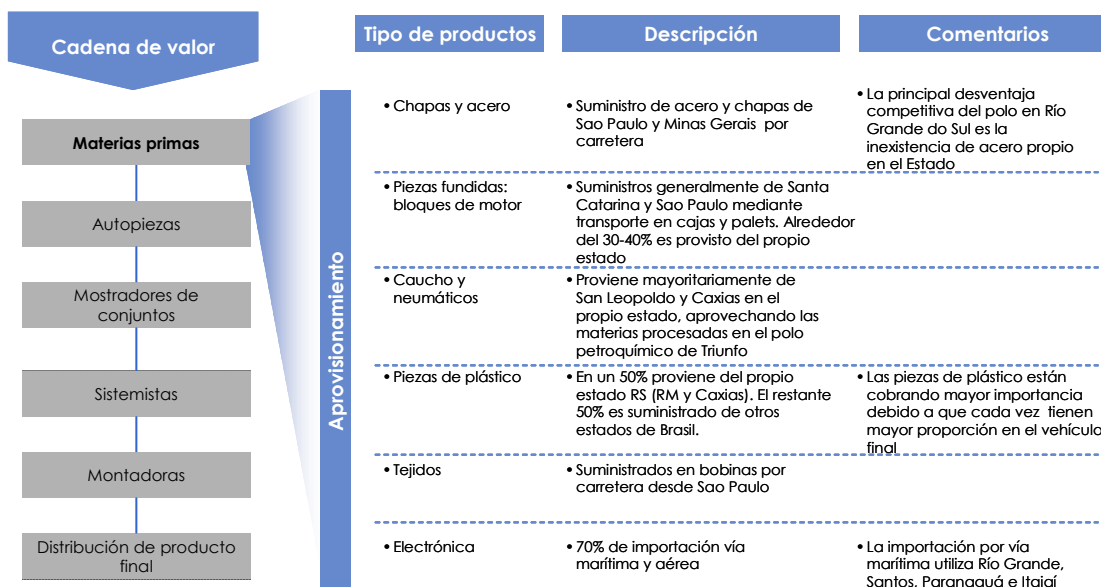 Cadena de valor
Materias primas
Autopiezas
Mostradores de
conjuntos
Sistemistas
Montadoras
Distribución de producto
final
Aprovisionamiento
Tipo de productos
Descripción
Comentarios
• Chapas y acero
• Suministro de acero y chapas de
Sao Paulo y Minas Gerais por
carretera
• La principal desventaja
competitiva del polo en Río
Grande do Sul es la
inexistencia de acero propio
en el Estado
• Piezas fundidas:
bloques de motor
• Suministros generalmente de Santa
Catarina y Sao Paulo mediante
transporte en cajas y palets. Alrededor
del 30-40% es provisto del propio
estado
• Caucho y
neumáticos
• Proviene mayoritariamente de
San Leopoldo y Caxias en el
propio estado, aprovechando las
materias procesadas en el polo
petroquímico de Triunfo
• Piezas de plástico
• En un 50% proviene del propio
estado RS (RM y Caxias). El restante
50% es suministrado de otros
estados de Brasil.
• Las piezas de plástico están
cobrando mayor importancia
debido a que cada vez tienen
mayor proporción en el vehículo
final
• Tejidos
• Suministrados en bobinas por
carretera desde Sao Paulo
• Electrónica
• 70% de importación vía
marítima y aérea
• La importación por vía
marítima utiliza Río Grande,
Santos, Paranaguá e Itajaí